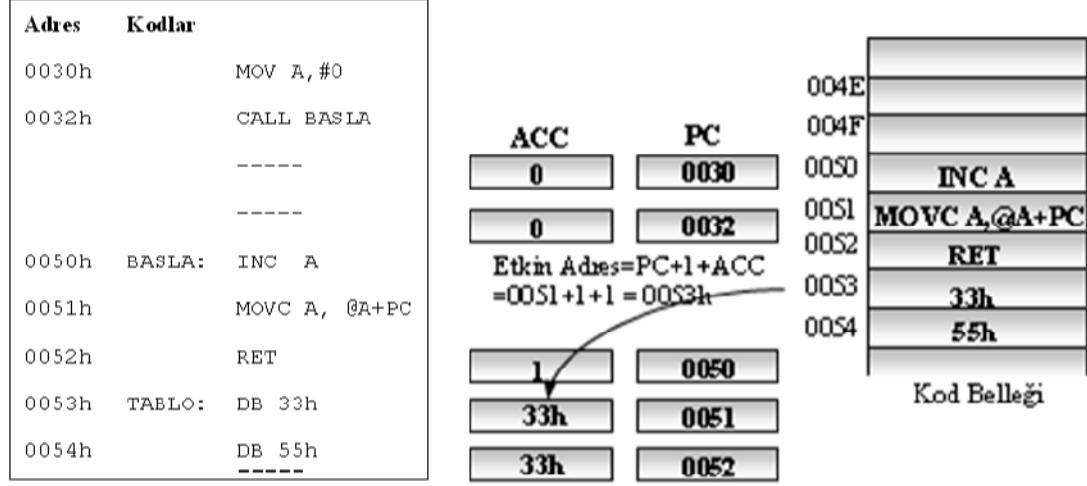 Adres Kodlar
0030h MOV A,#0
0032h CALL BASLA
-----
-----
0050h BASLA: INC A
0051h MOVC A, @A+PC
0052h RET
0053h TABLO: DB 33h
0054h DB 55h
-----
ACC PC
0 0030
0 0032
Etkin Adres=PC+1+ACC
=0051+1+1 = 0053h
1 0050
33h 0051
33h 0052
004E
004F
0050 INC A
0051 MOVC A,@A+PC
0052 RET
0053 33h
0054 55h
Kod Belleği